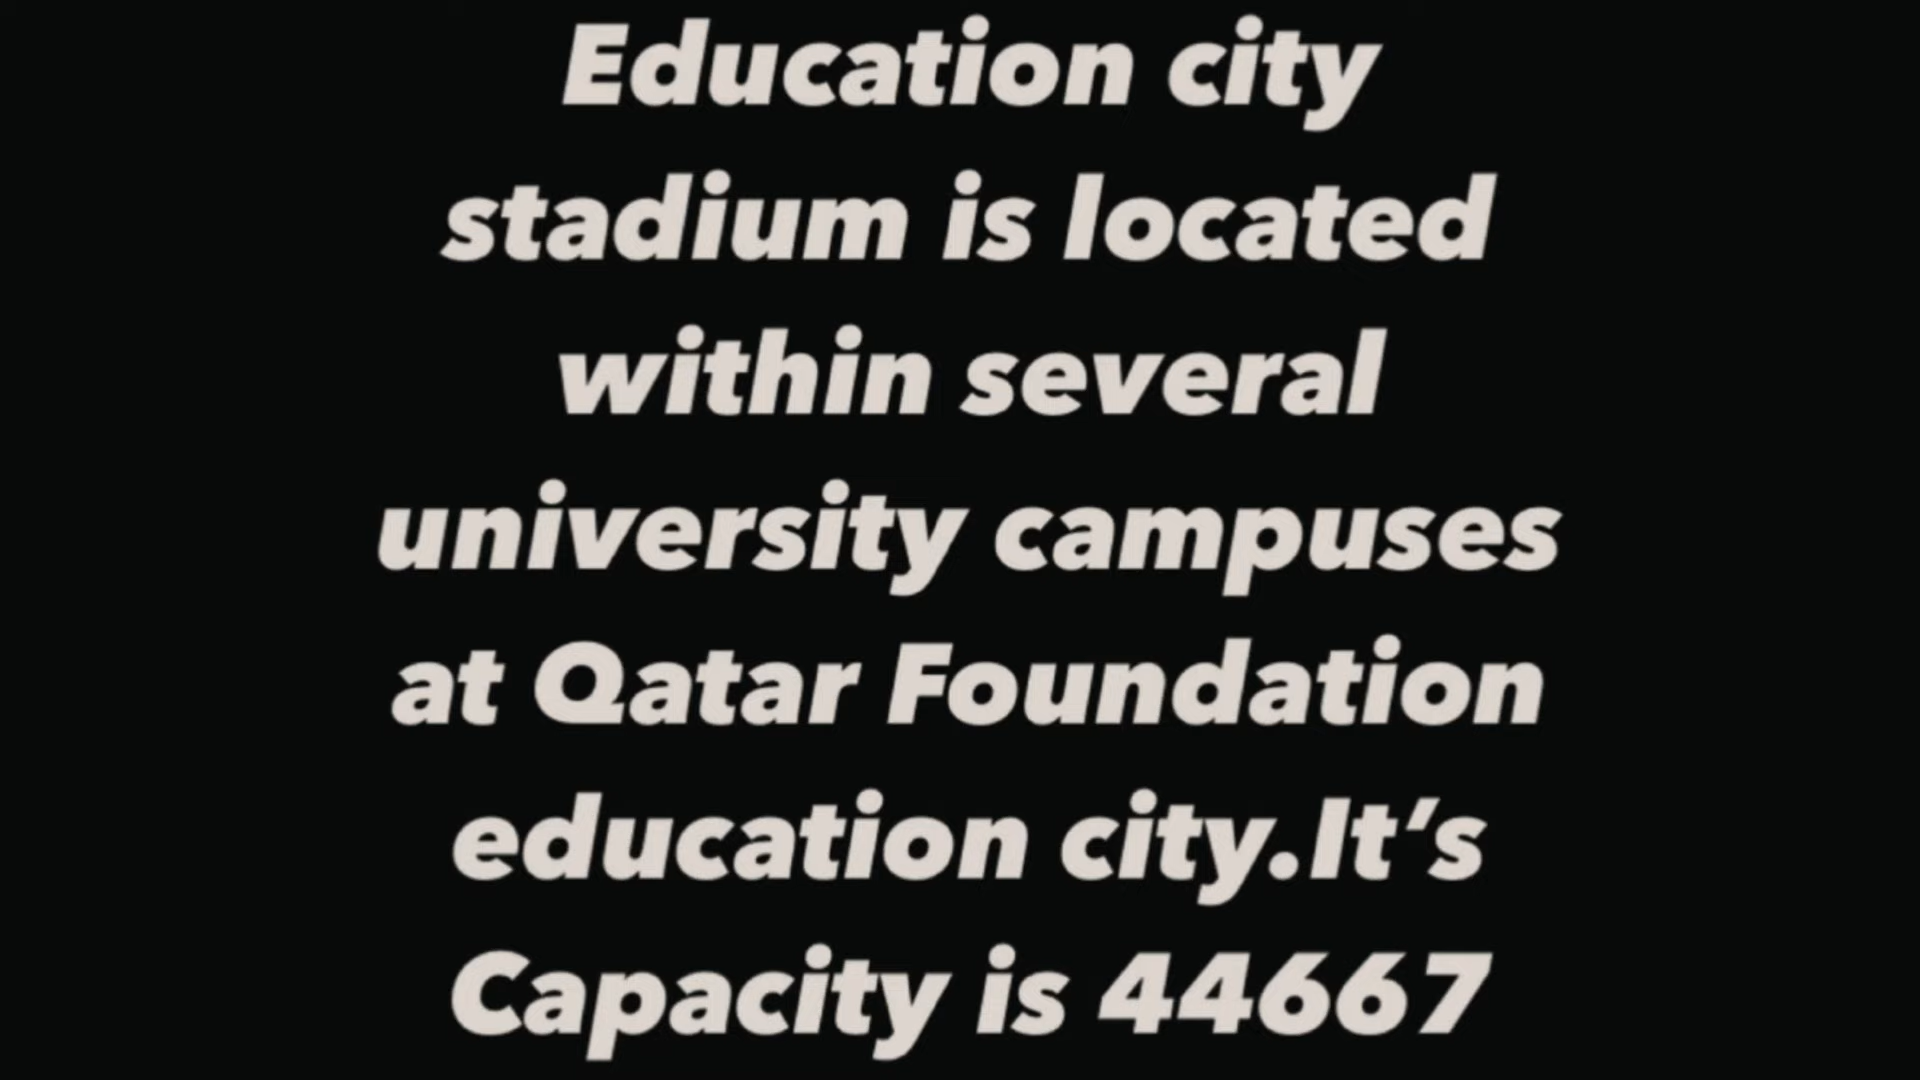 Education city
stadium is located
within several
university campuses
at Qatar Foundation
education city.It’s
Capacity is 44667